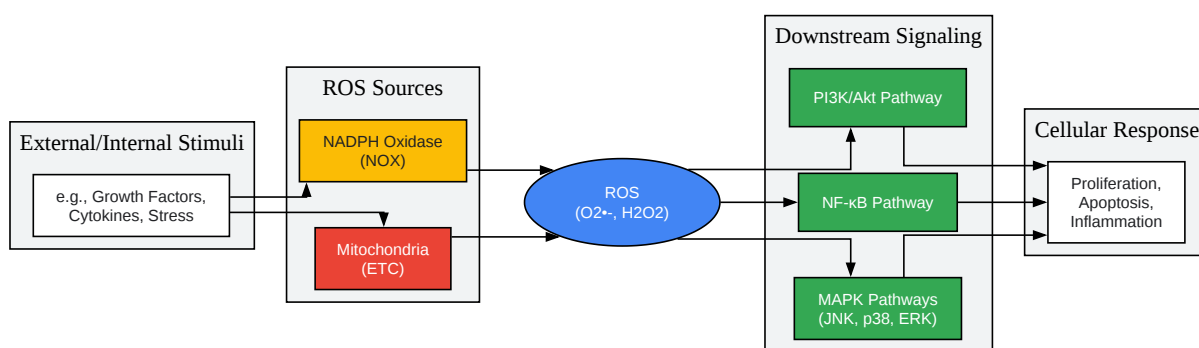 External/Internal Stimuli
e.g., Growth Factors,
Cytokines, Stress
ROS Sources
NADPH Oxidase
(NOX)
Mitochondria
(ETC)
ROS
(O2•-, H2O2)
Downstream Signaling
PI3K/Akt Pathway
NF-κB Pathway
MAPK Pathways
(JNK, p38, ERK)
Cellular Response
Proliferation,
Apoptosis,
Inflammation